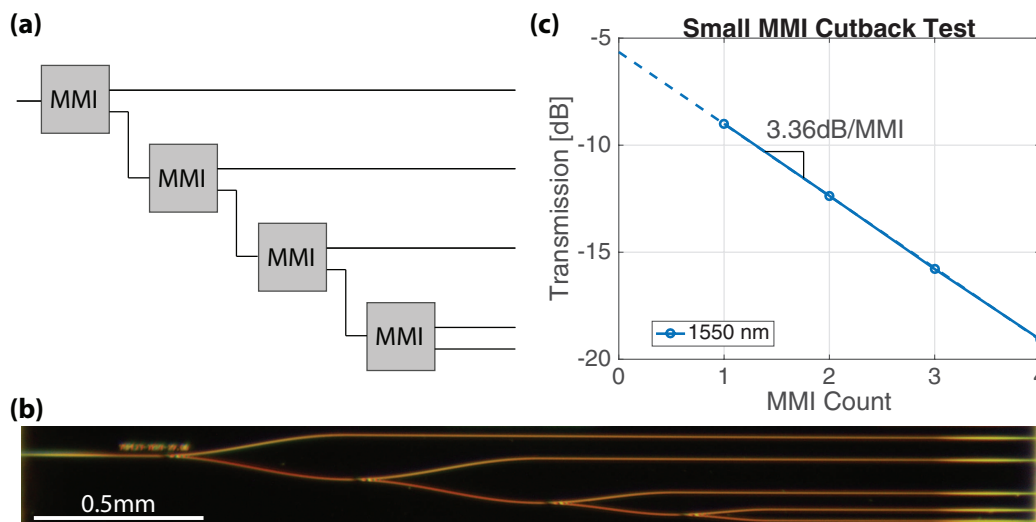 (a)
MMI
MMI
MMI
MMI
(c)
Small MMI Cutback Test
-5
-10
-15
-20
Transmission [dB]
3.36dB/MMI
1550 nm
0 1 2 3 4
MMI Count
(b)
0.5mm